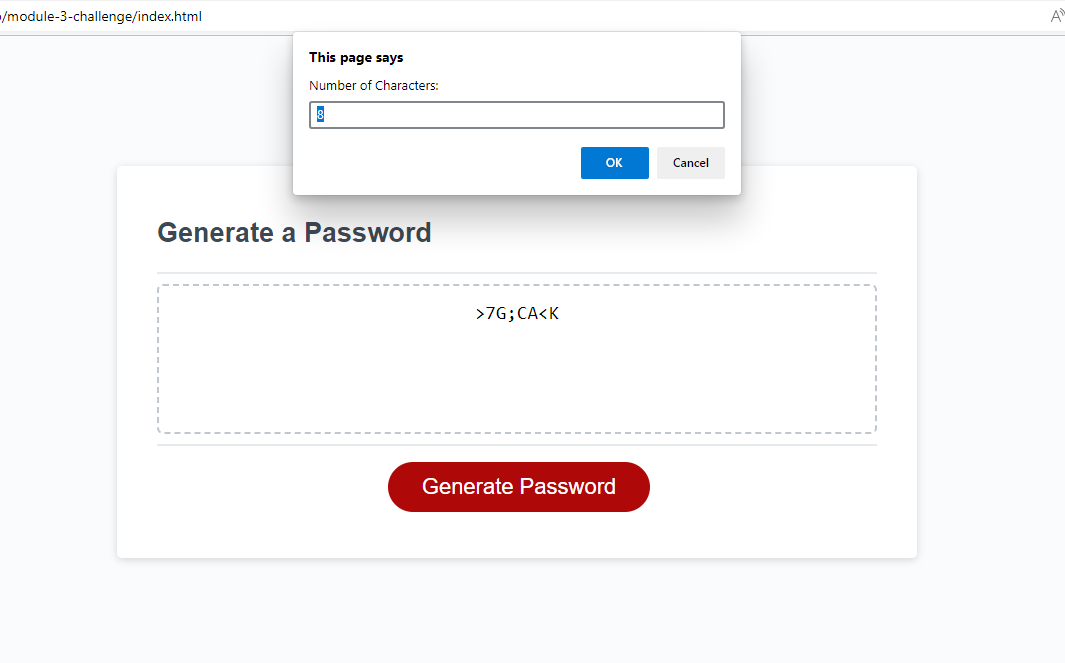 /module-3-challenge/index.html
A
This page says
Number of Characters:
8
OK
Cancel
Generate a Password
>7G;CA<K
Generate Password